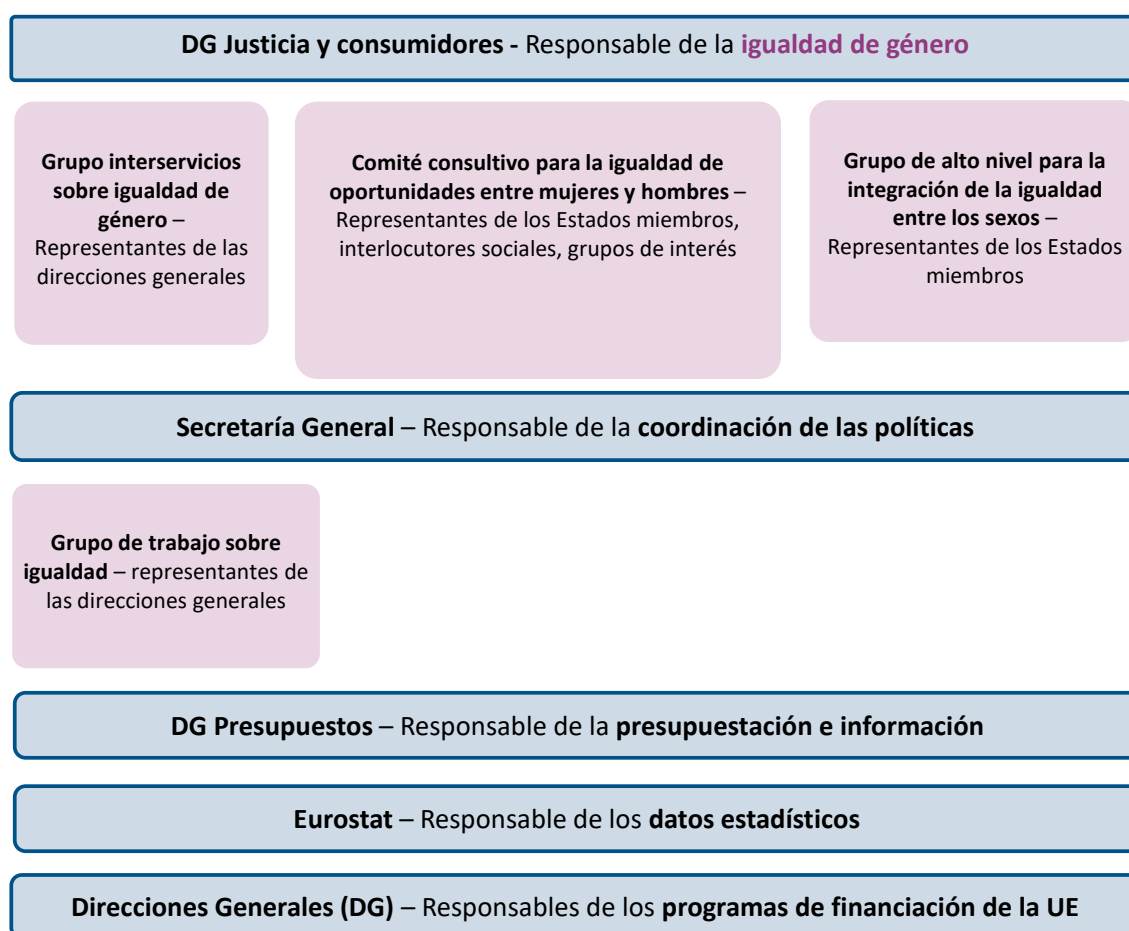 DG Justicia y consumidores - Responsable de la igualdad de género
Grupo interservicios
sobre igualdad de
género –
Representantes de las
direcciones generales
Comité consultivo para la igualdad de
oportunidades entre mujeres y hombres –
Representantes de los Estados miembros,
interlocutores sociales, grupos de interés
Grupo de alto nivel para la
integración de la igualdad
entre los sexos –
Representantes de los Estados
miembros
Secretaría General – Responsable de la coordinación de las políticas
Grupo de trabajo sobre
igualdad – representantes de
las direcciones generales
DG Presupuestos – Responsable de la presupuestación e información
Eurostat – Responsable de los datos estadísticos
Direcciones Generales (DG) – Responsables de los programas de financiación de la UE